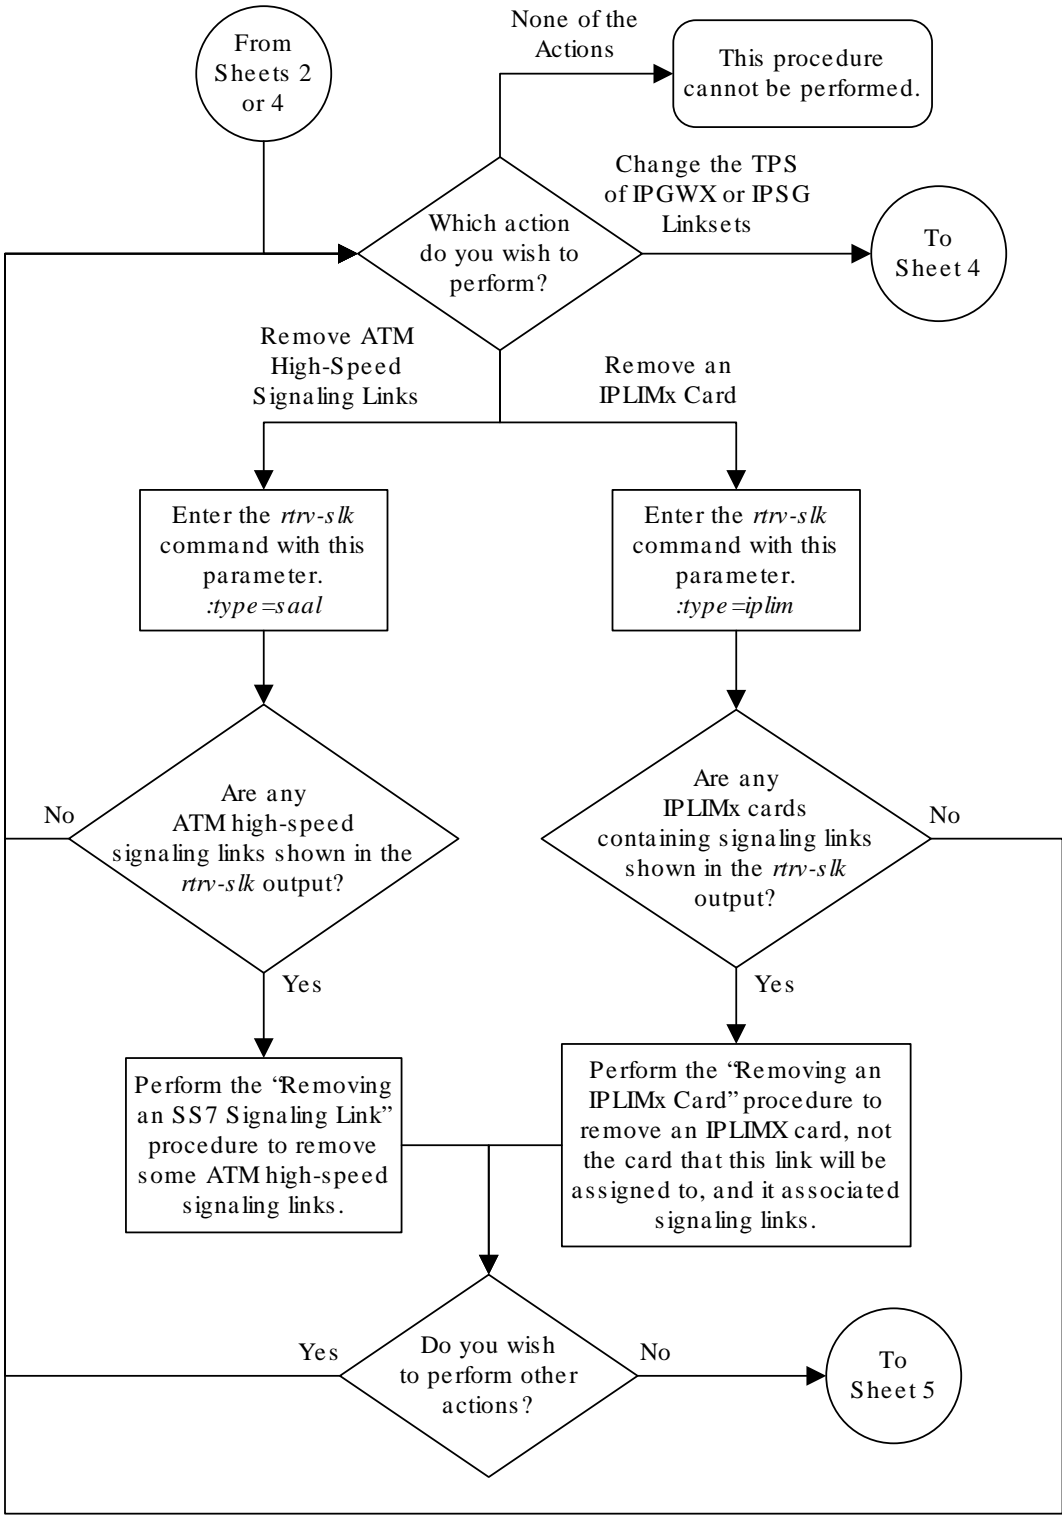 From
Sheets 2
or 4
None of the
Actions
This procedure
cannot be performed.
Which action
do you wish to
perform?
Change the TPS
of IPGWX or IPSG
Linksets
To
Sheet 4
Remove ATM
High-Speed
Signaling Links
Remove an
IPLIMx Card
Enter the rtrv-slk
command with this
parameter.
:type=saal
Enter the rtrv-slk
command with this
parameter.
:type=iplim
Are any
ATM high-speed
signaling links shown in the
rtrv-slk output?
No
Yes
Are any
IPLIMx cards
containing signaling links
shown in the rtrv-slk
output?
No
Yes
Perform the “Removing
an SS7 Signaling Link”
procedure to remove
some ATM high-speed
signaling links.
Perform the “Removing an
IPLIMx Card” procedure to
remove an IPLIMX card, not
the card that this link will be
assigned to, and it associated
signaling links.
Do you wish
to perform other
actions?
Yes
No
To
Sheet 5